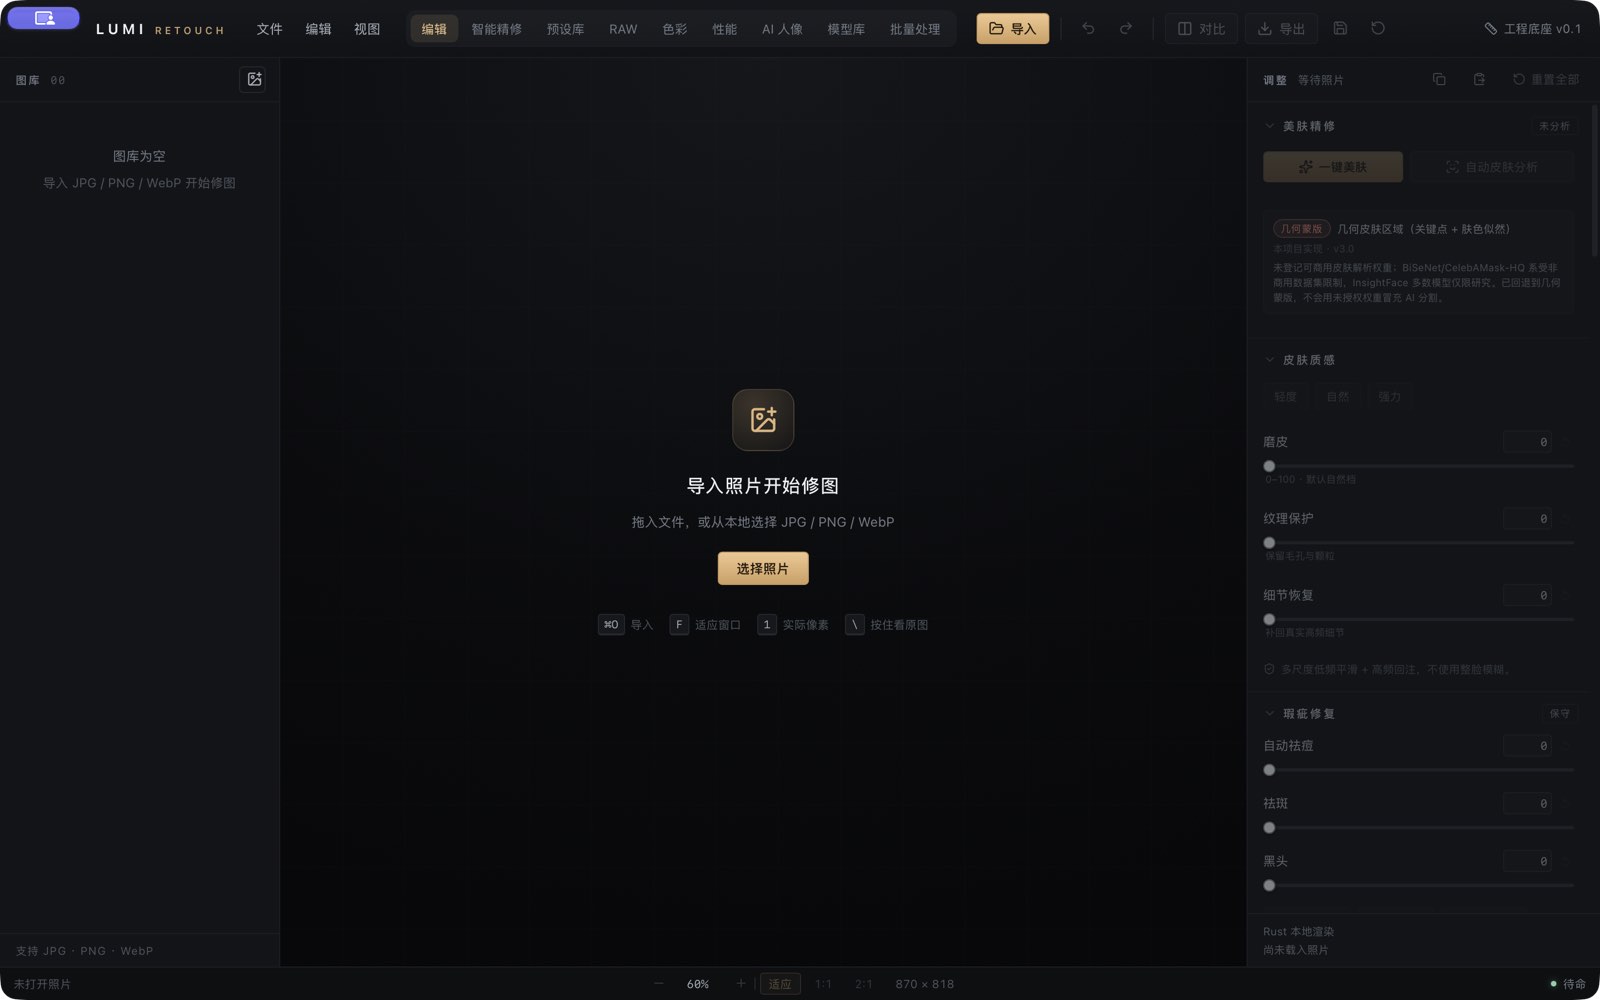 LUMI RETOUCH
文件 编辑 视图
编辑 智能精修 预设库 RAW 色彩 性能 AI 人像 模型库 批量处理
导入
对比
导出
工程底座 v0.1
图库 00
图库为空
导入 JPG / PNG / WebP 开始修图
支持 JPG · PNG · WebP
导入照片开始修图
拖入文件，或从本地选择 JPG / PNG / WebP
选择照片
⌘O 导入 F 适应窗口 1 实际像素 \ 按住看原图
调整 等待照片
重置全部
美肤精修 未分析
一键美肤 自动皮肤分析
几何蒙版 几何皮肤区域（关键点 + 肤色似然）
本项目实现 · v3.0
未登记可商用皮肤解析权重；BiSeNet/CelebAMask-HQ 系受非
商用数据集限制，InsightFace 多数模型仅限研究。已回退到几何
蒙版，不会用未授权权重冒充 AI 分割。
皮肤质感
轻度 自然 强力
磨皮 0
0–100 · 默认自然档
纹理保护 0
保留毛孔与颗粒
细节恢复 0
补回真实高频细节
多尺度低频平滑 + 高频回注，不使用整脸模糊。
瑕疵修复 保守
自动祛痘 0
祛斑 0
黑头 0
Rust 本地渲染
尚未载入照片
未打开照片
− 60% + 适应 1:1 2:1 870 × 818
待命